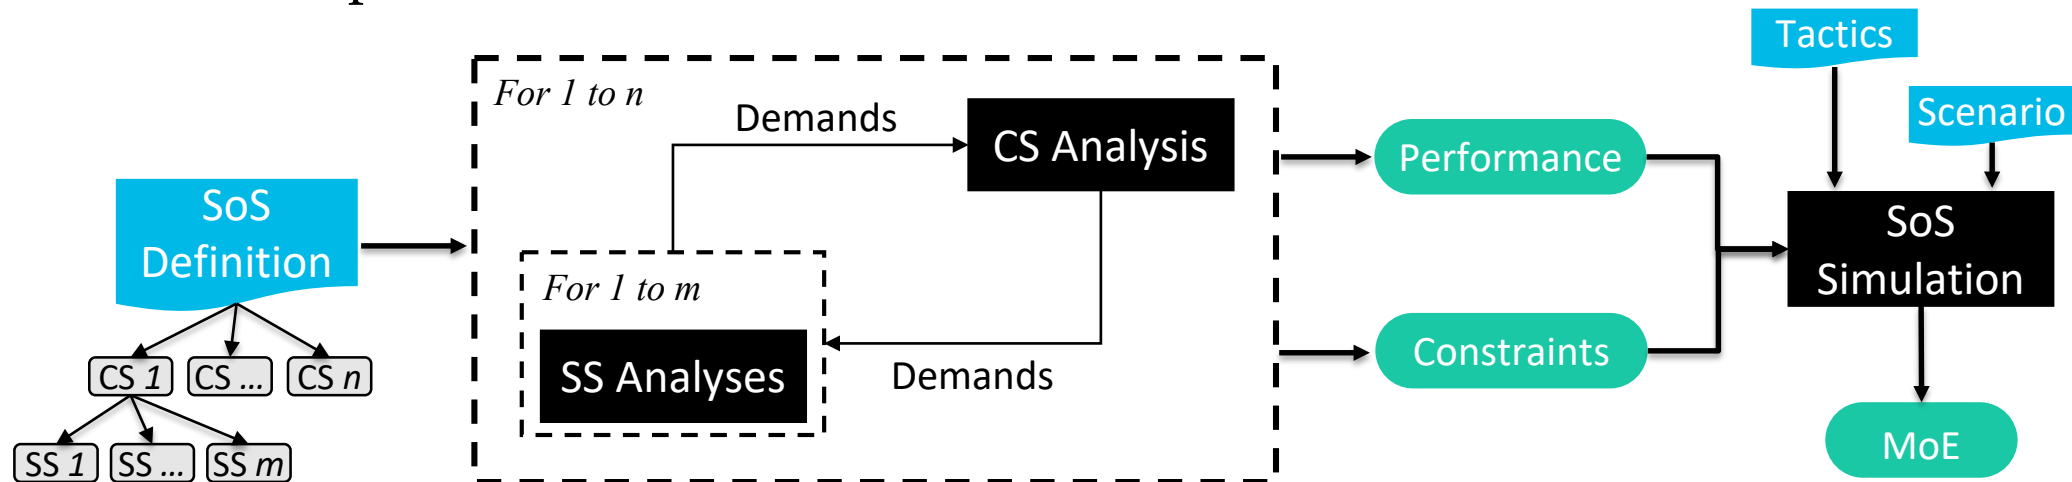 Tactics
Scenario
For 1 to n
Demands
CS Analysis
Performance
SoS
Definition
SoS
Simulation
For 1 to m
SS Analyses
Demands
Constraints
CS 1
CS ...
CS n
SS 1
SS ...
SS m
MoE